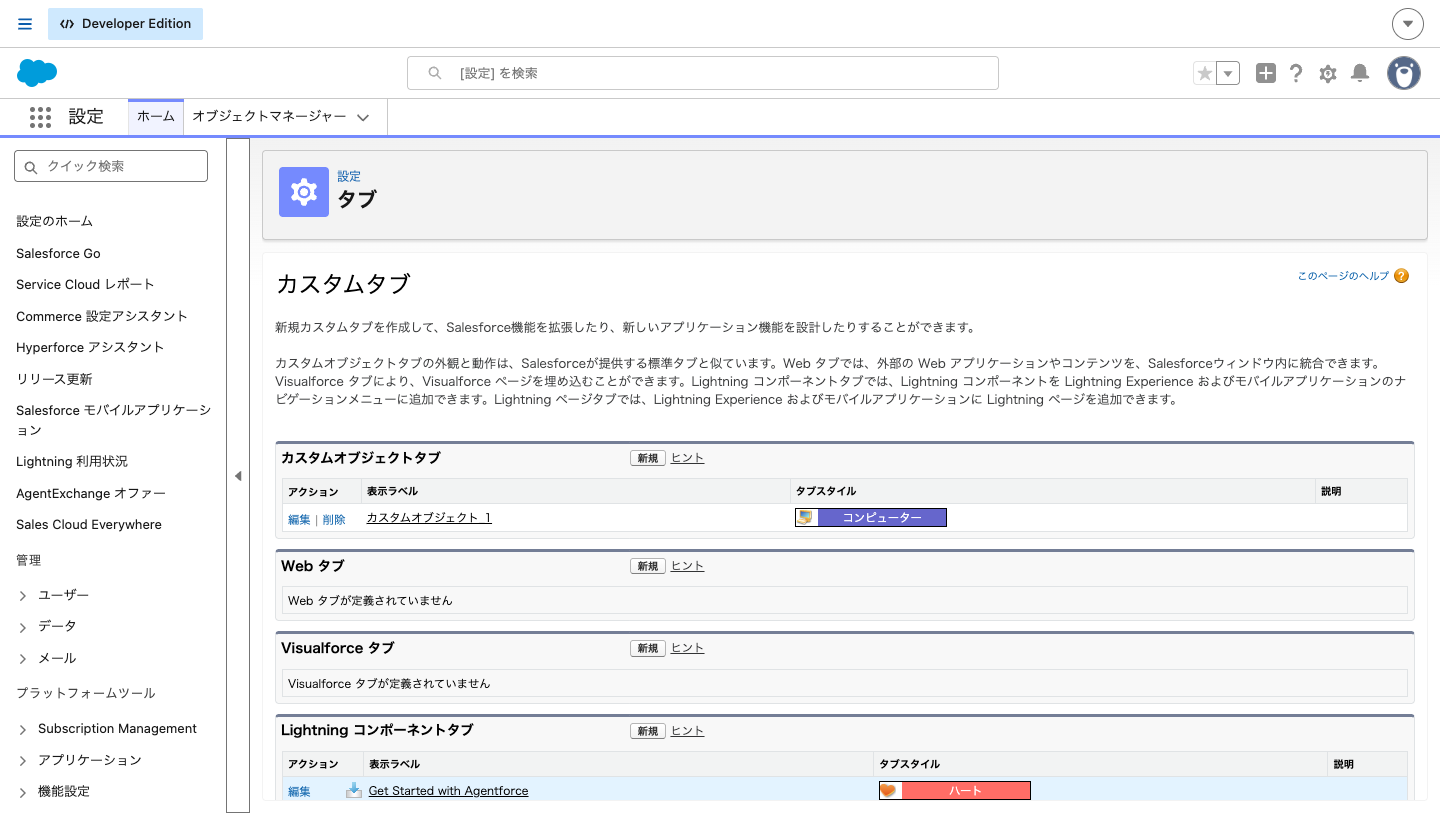 Developer Edition
[設定] を検索
設定
ホーム
オブジェクトマネージャー
クイック検索
設定のホーム
Salesforce Go
Service Cloud レポート
Commerce 設定アシスタント
Hyperforce アシスタント
リリース更新
Salesforce モバイルアプリケーシ
ョン
Lightning 利用状況
AgentExchange オファー
Sales Cloud Everywhere
管理
ユーザー
データ
メール
プラットフォームツール
Subscription Management
アプリケーション
機能設定
設定
タブ
カスタムタブ
このページのヘルプ
新規カスタムタブを作成して、Salesforce機能を拡張したり、新しいアプリケーション機能を設計したりすることができます。
カスタムオブジェクトタブの外観と動作は、Salesforceが提供する標準タブと似ています。Web タブでは、外部の Web アプリケーションやコンテンツを、Salesforceウィンドウ内に統合できます。
Visualforce タブにより、Visualforce ページを埋め込むことができます。Lightning コンポーネントタブでは、Lightning コンポーネントを Lightning Experience およびモバイルアプリケーションのナ
ビゲーションメニューに追加できます。Lightning ページタブでは、Lightning Experience およびモバイルアプリケーションに Lightning ページを追加できます。
カスタムオブジェクトタブ 新規 ヒント
アクション 表示ラベル タブスタイル 説明
編集 | 削除 カスタムオブジェクト_1 コンピューター
Web タブ 新規 ヒント
Web タブが定義されていません
Visualforce タブ 新規 ヒント
Visualforce タブが定義されていません
Lightning コンポーネントタブ 新規 ヒント
アクション 表示ラベル タブスタイル 説明
編集 Get Started with Agentforce ハート